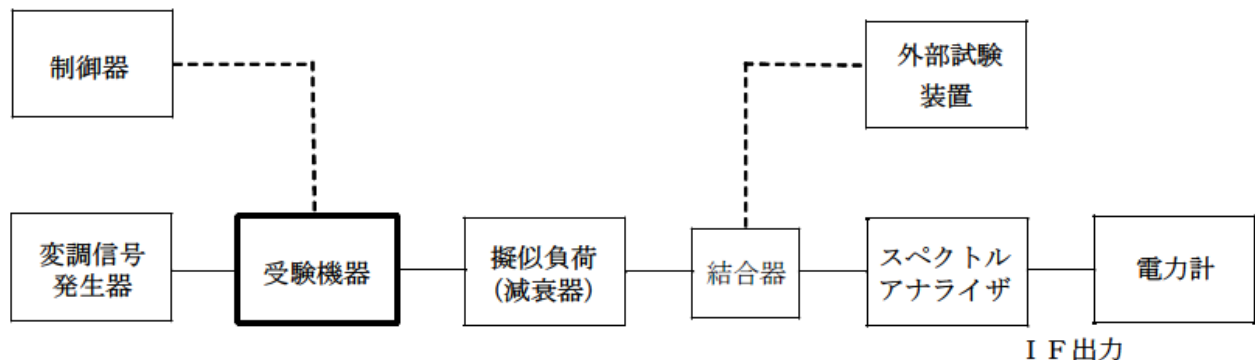 制御器
外部試験
装置
変調信号
発生器
受験機器
擬似負荷
(減衰器)
結合器
スペクトル
アナライザ
電力計
ＩＦ出力